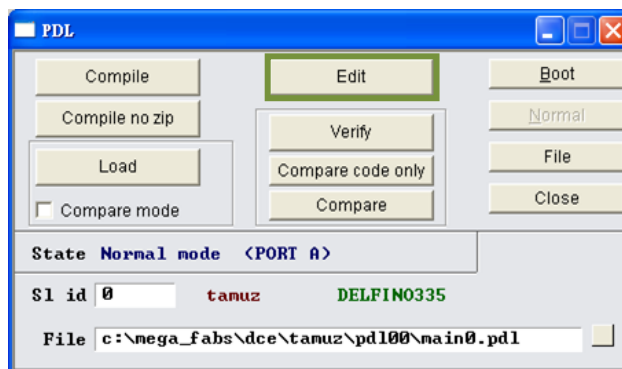 PDL
Compile Edit Boot
Compile no zip Verify Normal
Load Compare code only File
Compare mode Compare Close
State Normal mode (PORT A)
Sl id 0 tamuz DELFINO335
File c:\mega_fabs\dce\tamuz\pdl00\main0.pdl